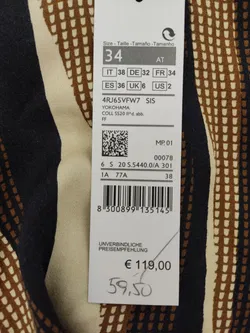 Size - Taille -Tamaño - Tamanho
34 AT
IT 38 DE 32 FR 34
ES 36 UK 6 US 2
4RJ65VFW7 SIS
YOKOHAMA
COLL SS20
PF
MP.01
00078
6 S 20 5.5440.0/A 301
1A 77A 38
8 300899 135145
UNVERBINDLICHE
PREISEMPFEHLUNG
€ 119,00
59,50